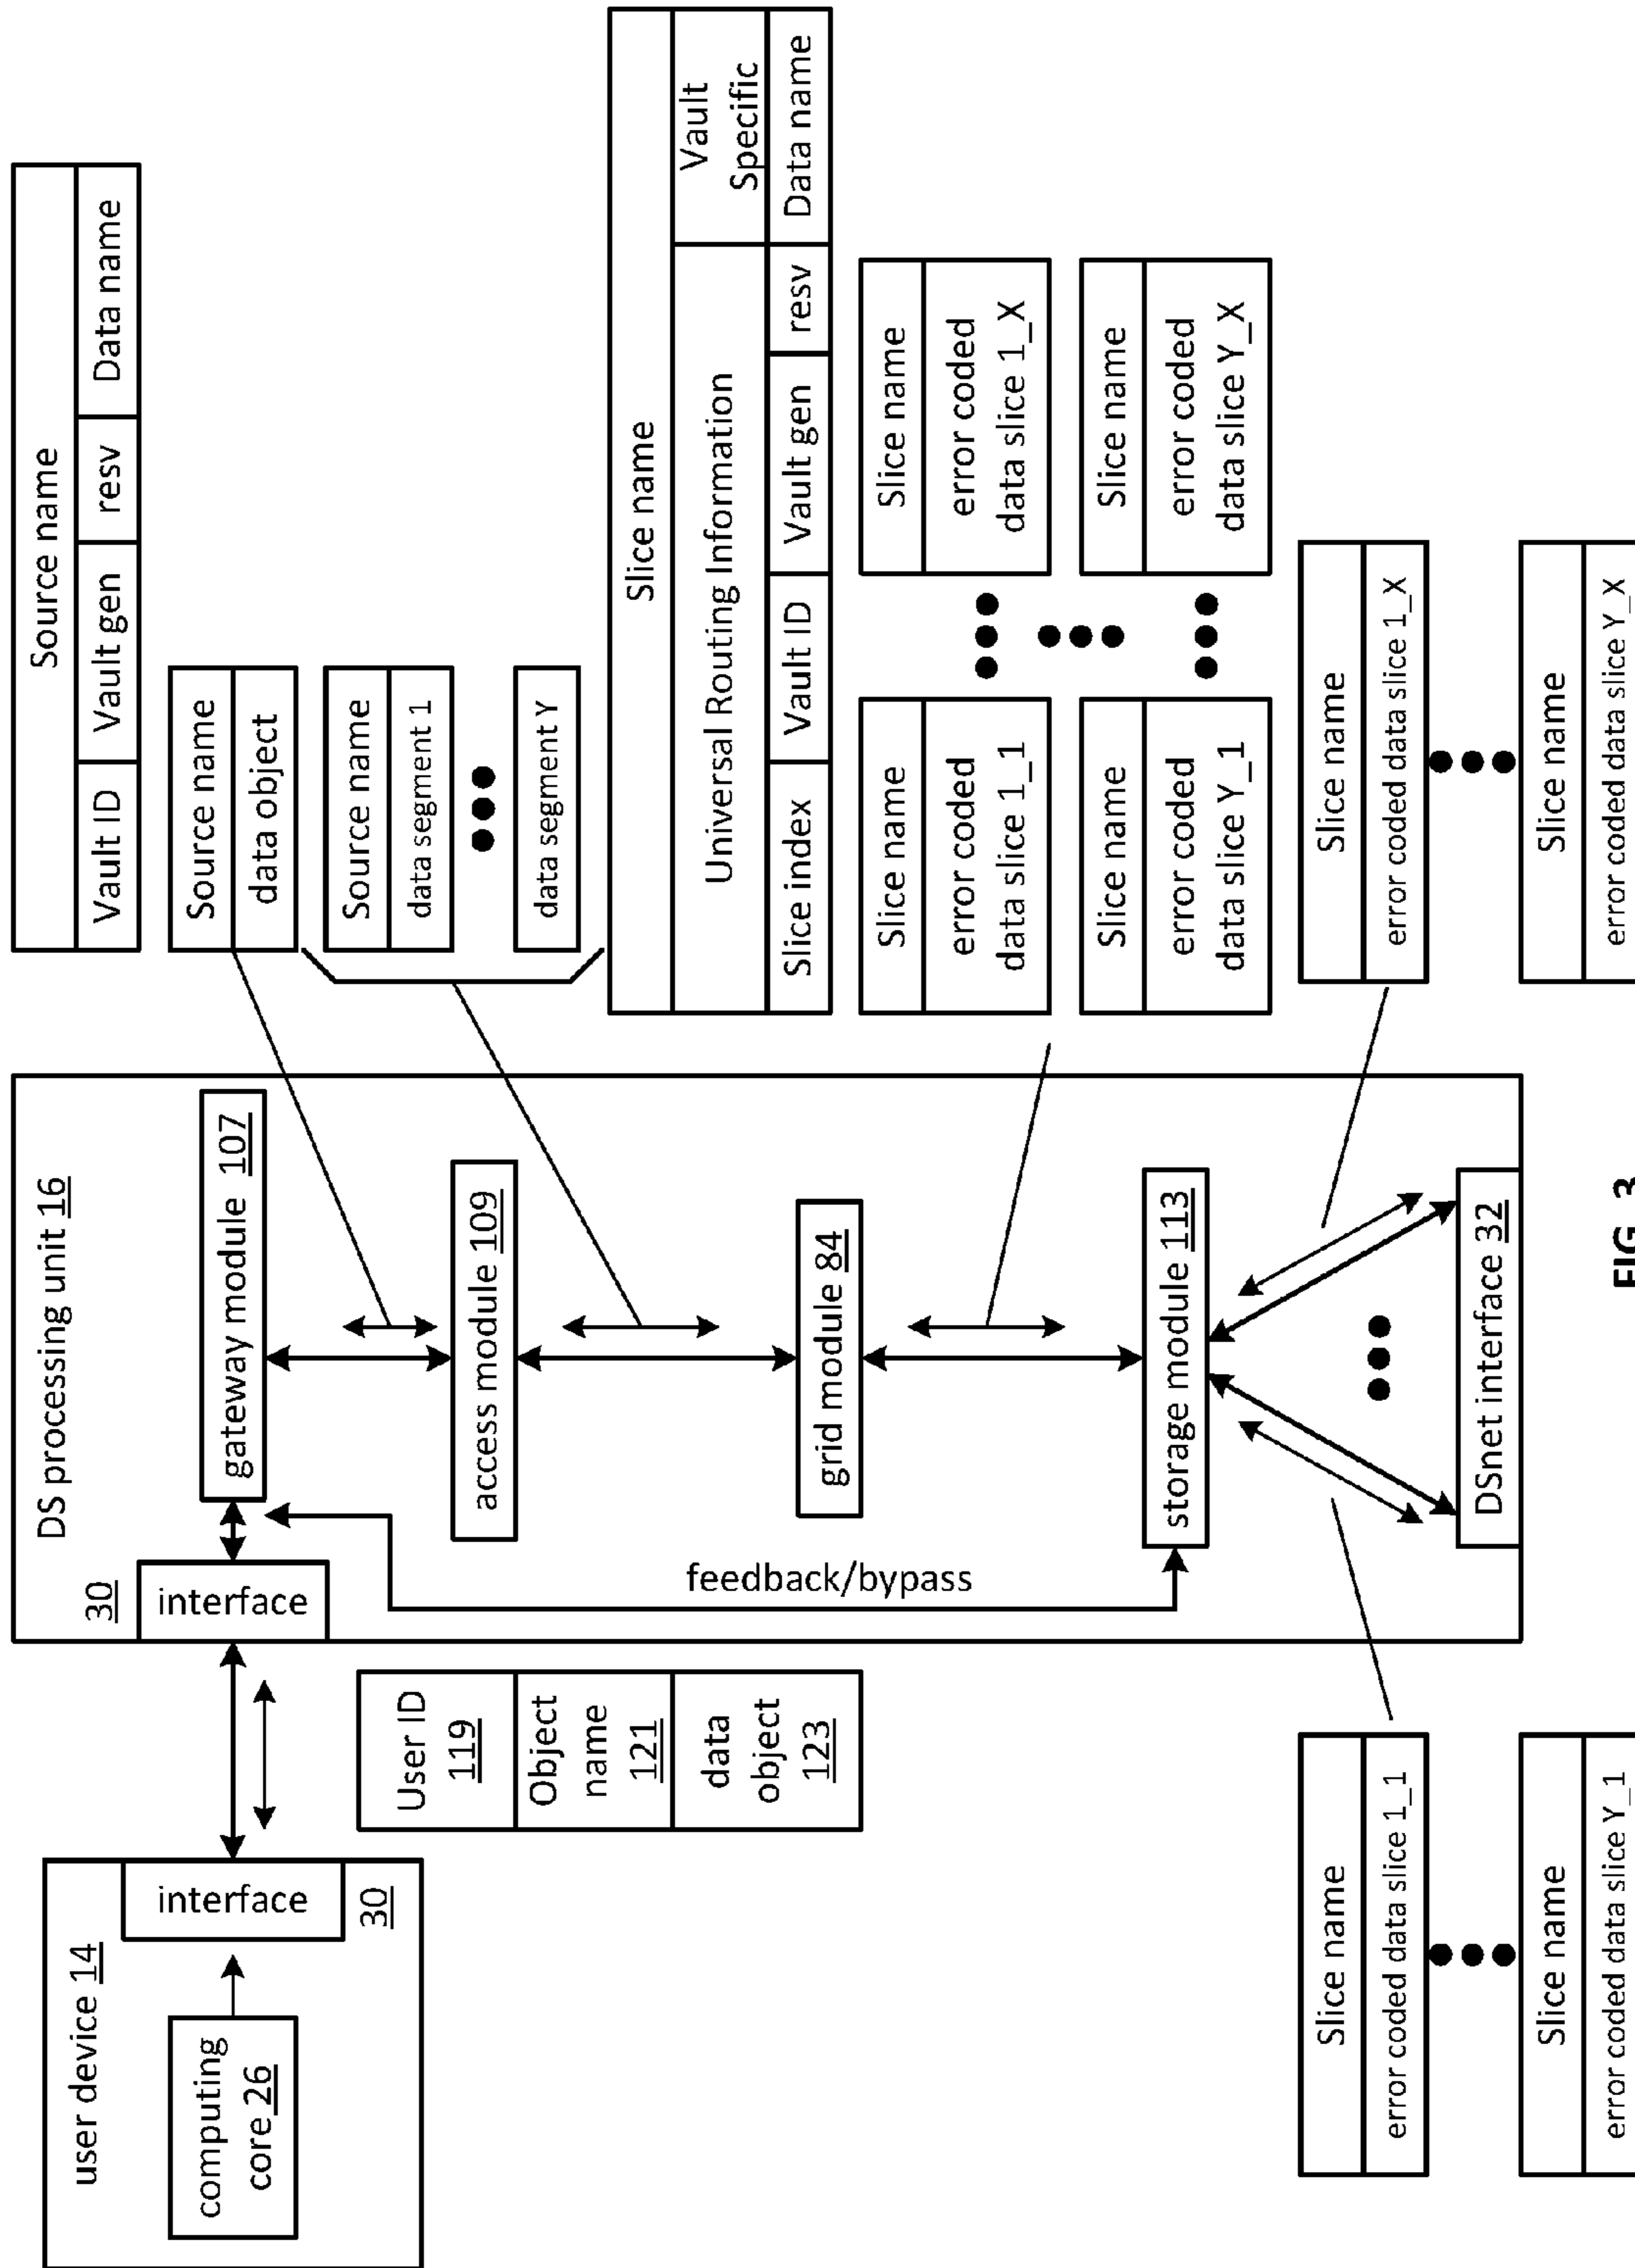 user device 14
computing
core 26
interface
30
User ID
119
Object
name
121
data
object
123
DS processing unit 16
30
interface
gateway module 107
access module 109
grid module 84
storage module 113
DSnet interface 32
feedback/bypass
Source name
Vault ID Vault gen resv Data name
Source name
data object
Source name
data segment 1
data segment Y
Slice name
Universal Routing Information
Vault
Specific
Slice index Vault ID Vault gen resv Data name
Slice name
error coded
data slice 1_1
Slice name
error coded
data slice 1_X
Slice name
error coded
data slice Y_1
Slice name
error coded
data slice Y_X
Slice name
error coded data slice 1_1
Slice name
error coded data slice Y_1
Slice name
error coded data slice 1_X
Slice name
error coded data slice Y_X
FIG. 3